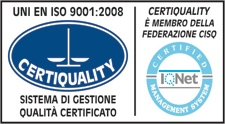 UNI EN ISO 9001:2008
CERTIQUALITY
SISTEMA DI GESTIONE
QUALITÀ CERTIFICATO
CERTIQUALITY
È MEMBRO DELLA
FEDERAZIONE CISQ
CERTIFIED
IQNet
MANAGEMENT SYSTEM